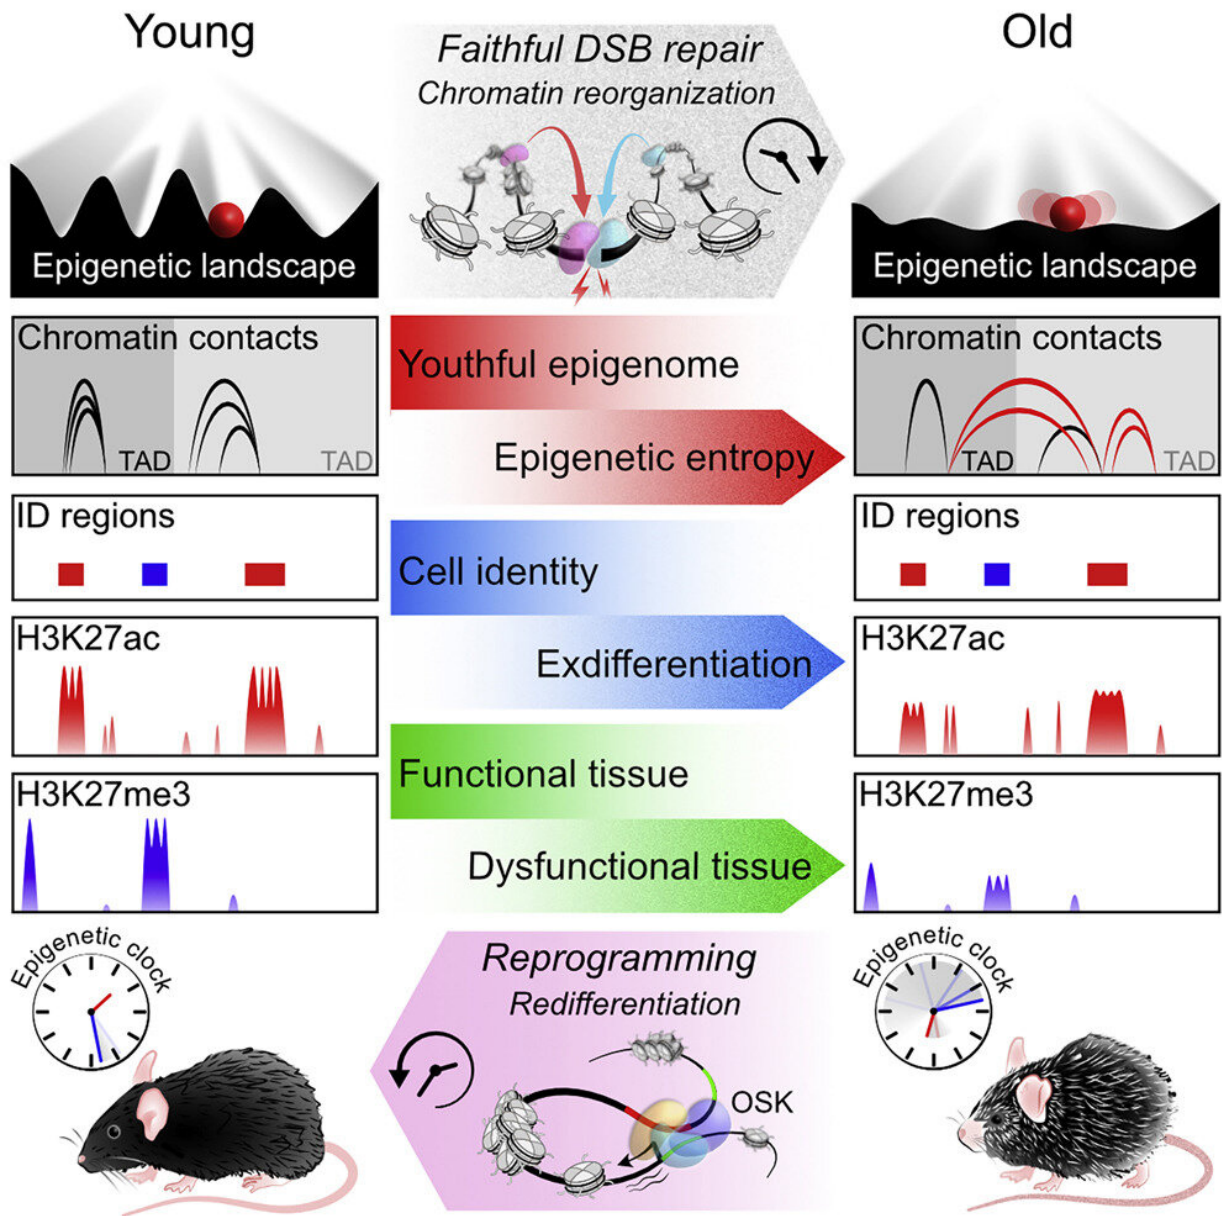 Young
Faithful DSB repair
Chromatin reorganization
Old
Epigenetic landscape
Epigenetic landscape
Chromatin contacts
TAD
TAD
Youthful epigenome
Epigenetic entropy
Chromatin contacts
TAD
TAD
ID regions
Cell identity
ID regions
H3K27ac
Exdifferentiation
H3K27ac
H3K27me3
Functional tissue
Dysfunctional tissue
H3K27me3
Epigenetic clock
Reprogramming
Redifferentiation
OSK
Epigenetic clock